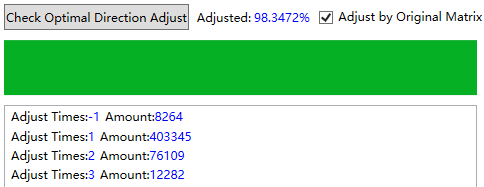 Check Optimal Direction Adjust Adjusted: 98.3472% Adjust by Original Matrix
Adjust Times:-1 Amount:8264
Adjust Times:1 Amount:403345
Adjust Times:2 Amount:76109
Adjust Times:3 Amount:12282